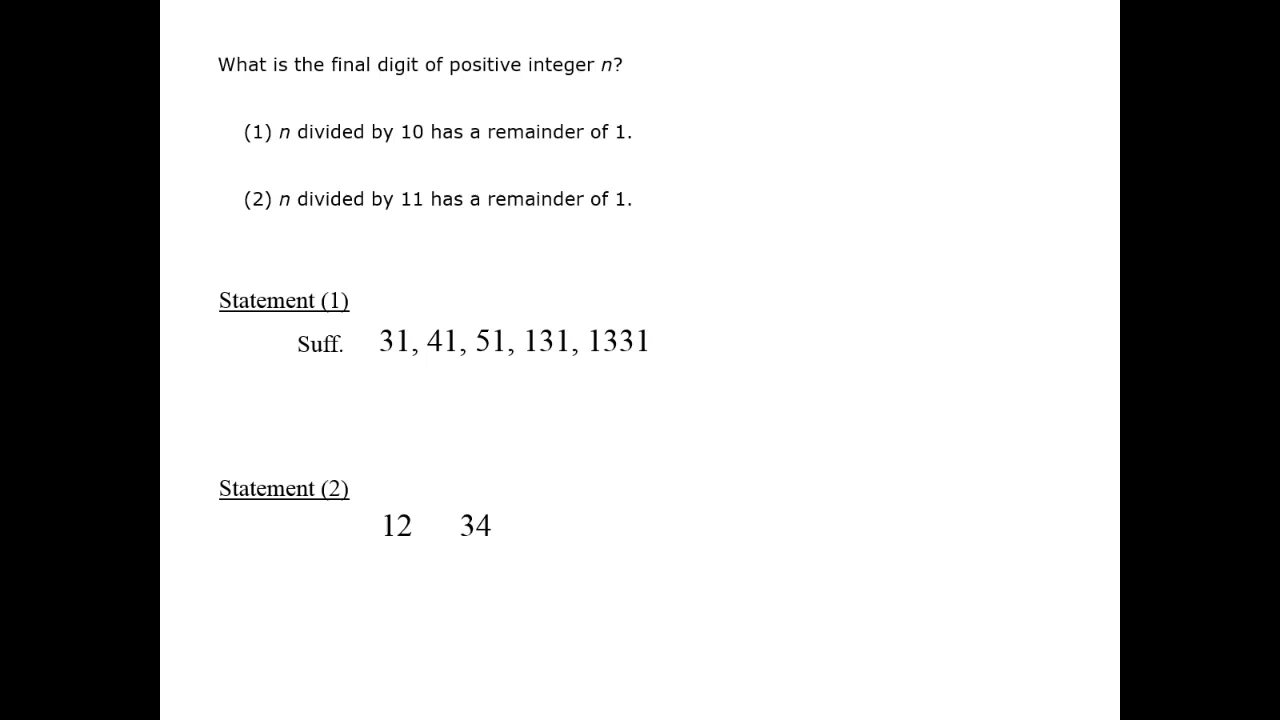 What is the final digit of positive integer n?
(1) n divided by 10 has a remainder of 1.
(2) n divided by 11 has a remainder of 1.
Statement (1)
Suff. 31, 41, 51, 131, 1331
Statement (2)
12 34